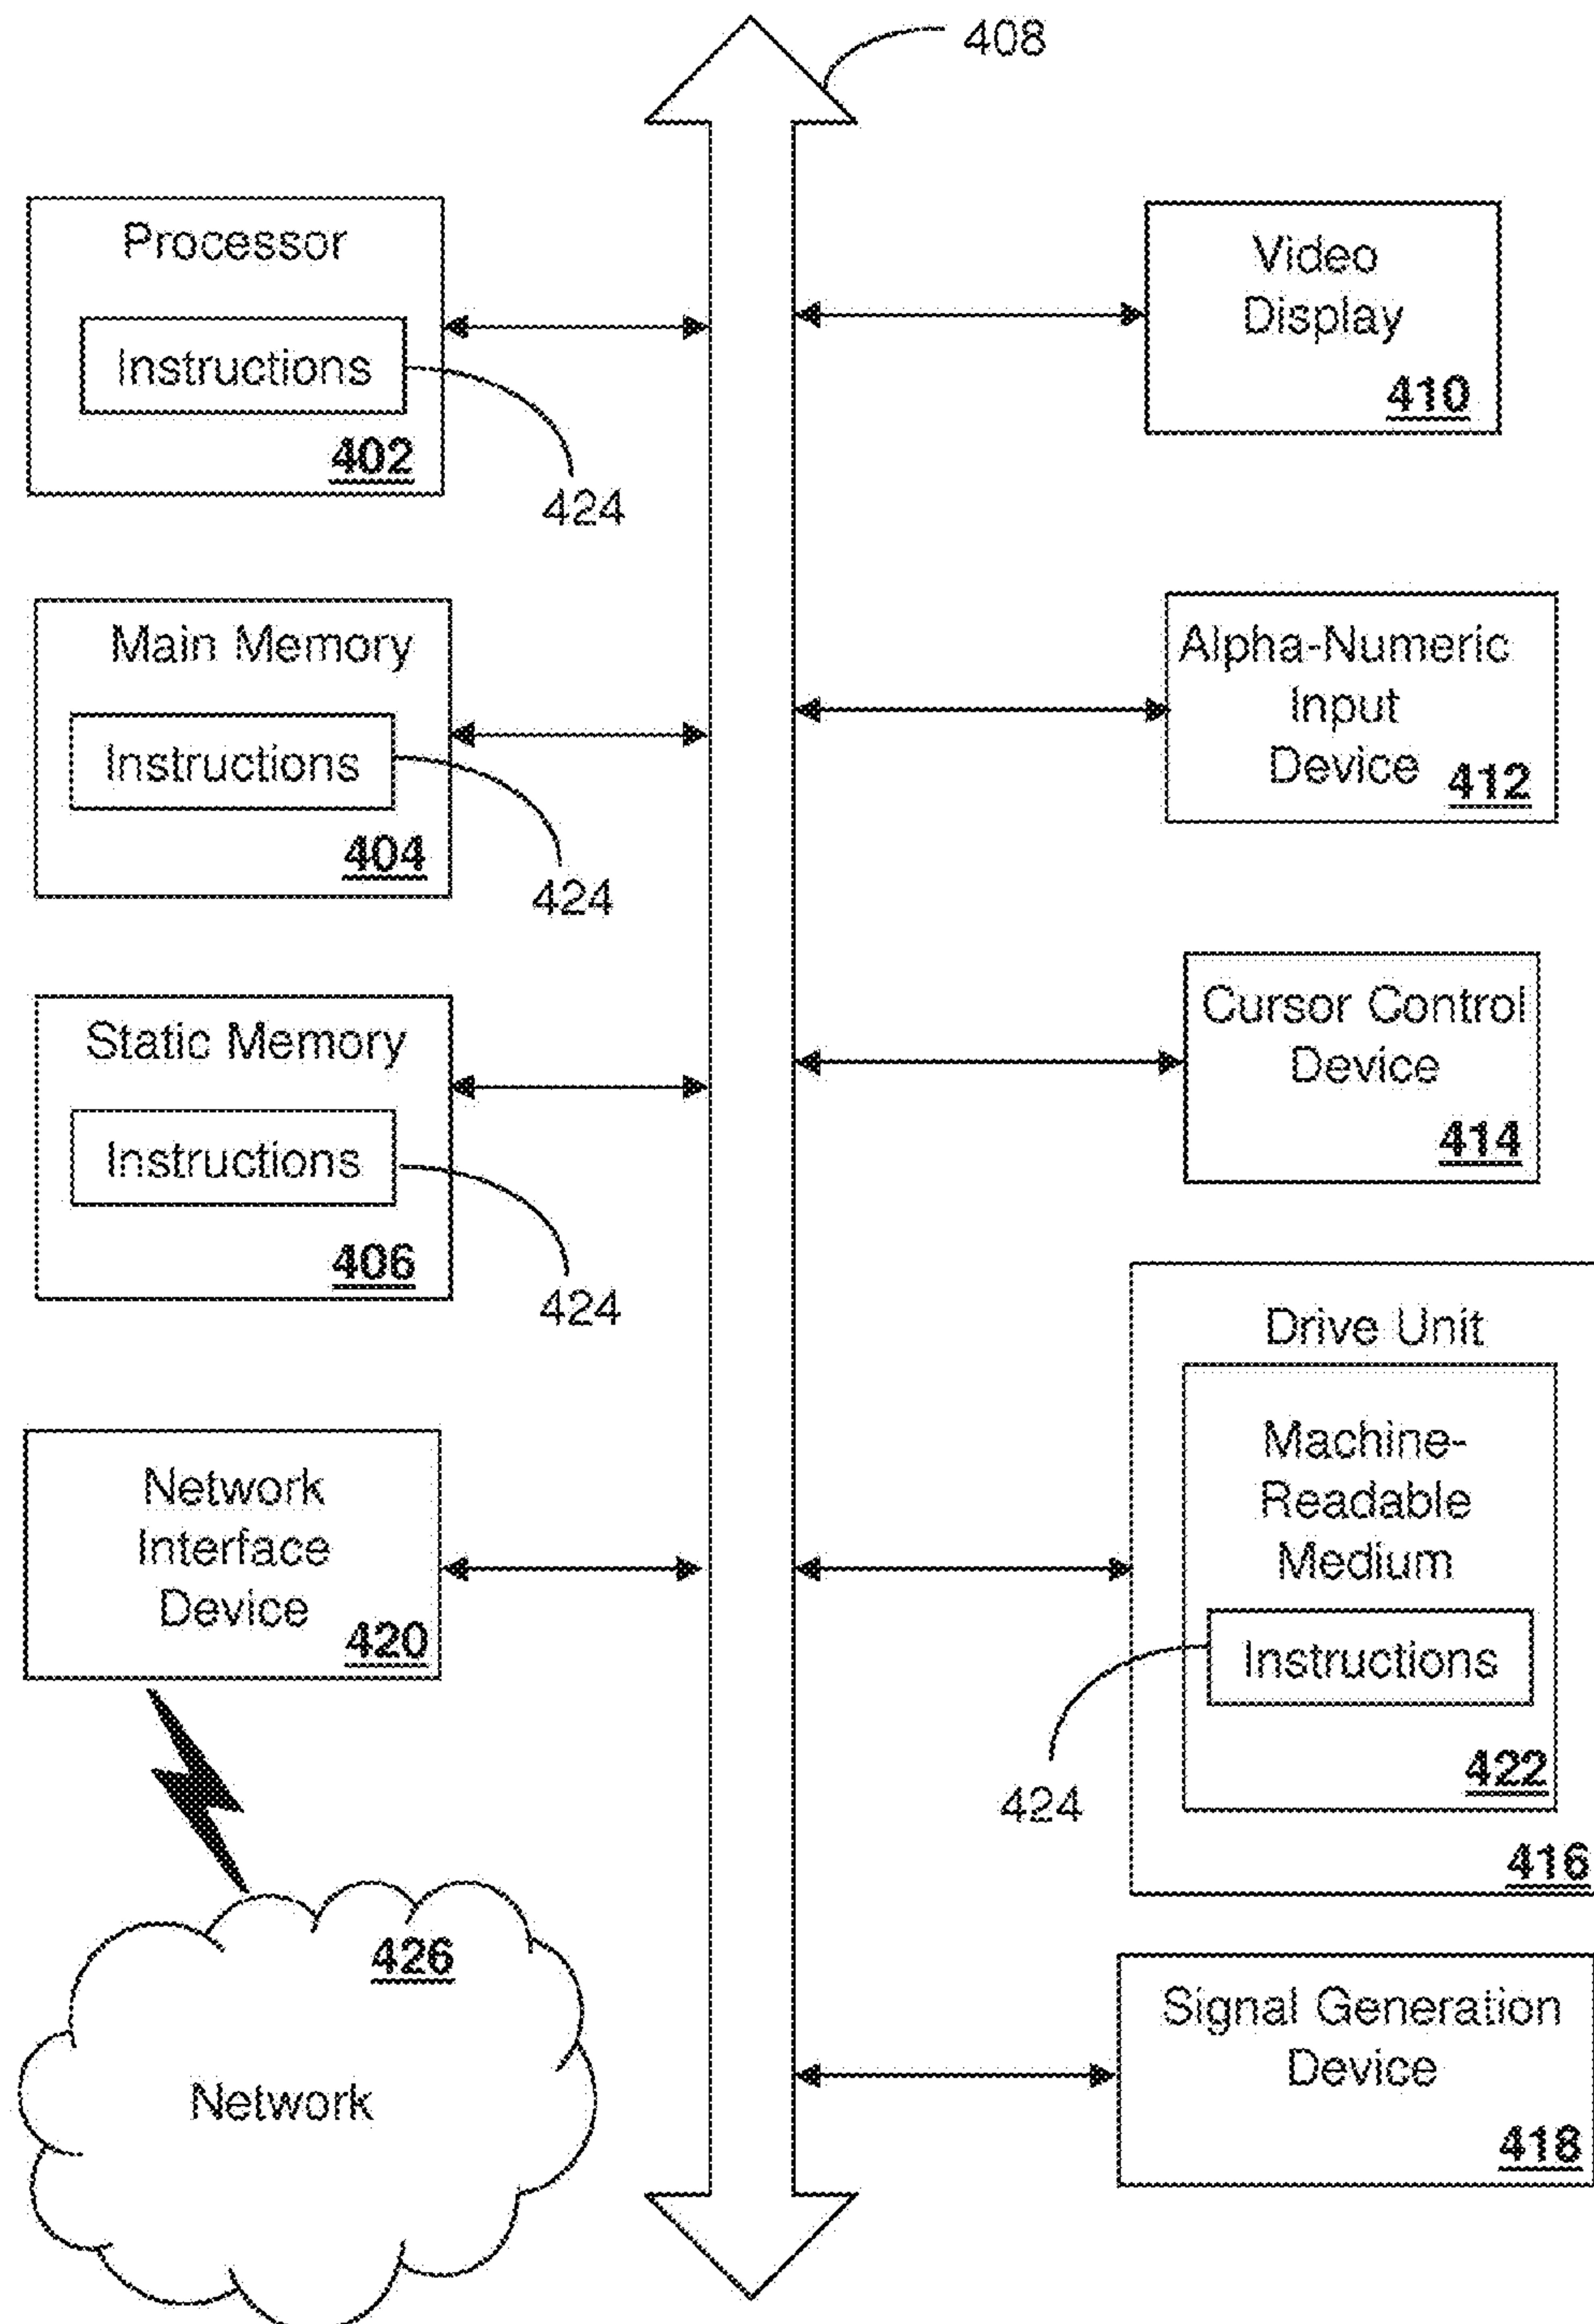 408
Processor
Instructions
402
424
Main Memory
Instructions
404
424
Static Memory
Instructions
406
424
Network
Interface
Device
420
426
Network
Video
Display
410
Alpha-Numeric
Input
Device
412
Cursor Control
Device
414
Drive Unit
Machine-
Readable
Medium
Instructions
424
422
416
Signal Generation
Device
418